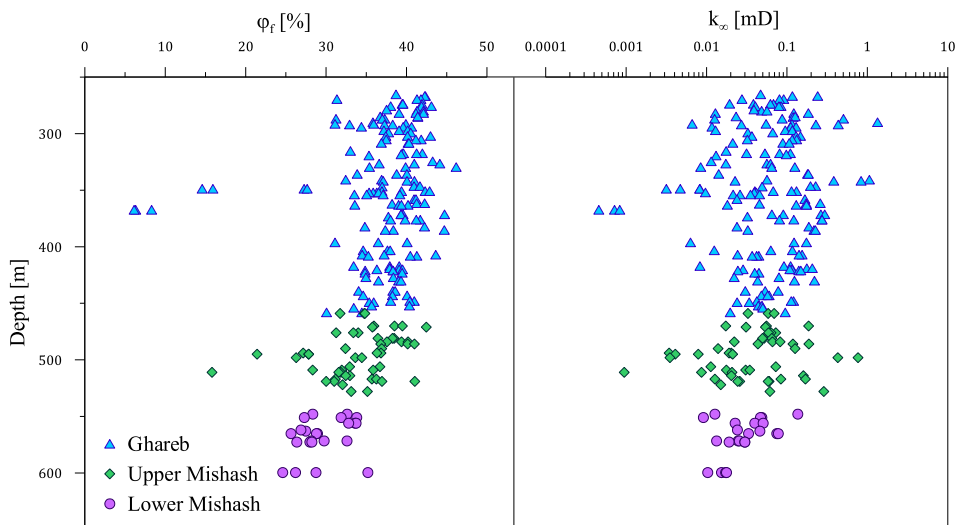 φf [%]
k∞ [mD]
0 10 20 30 40 50
0.0001 0.001 0.01 0.1 1 10
Depth [m]
300
400
500
600
Ghareb
Upper Mishash
Lower Mishash